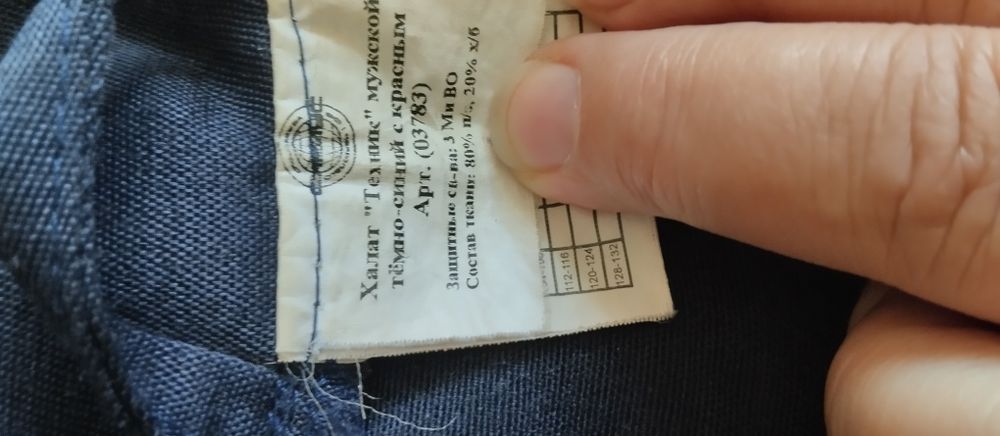 Халат "Техник" мужской
тёмно-синий с красным
Арт. (03783)
Защитные св-ва: З Ми ВО
Состав ткани: 80% п/э, 20% х/б
112-116
120-124
128-132